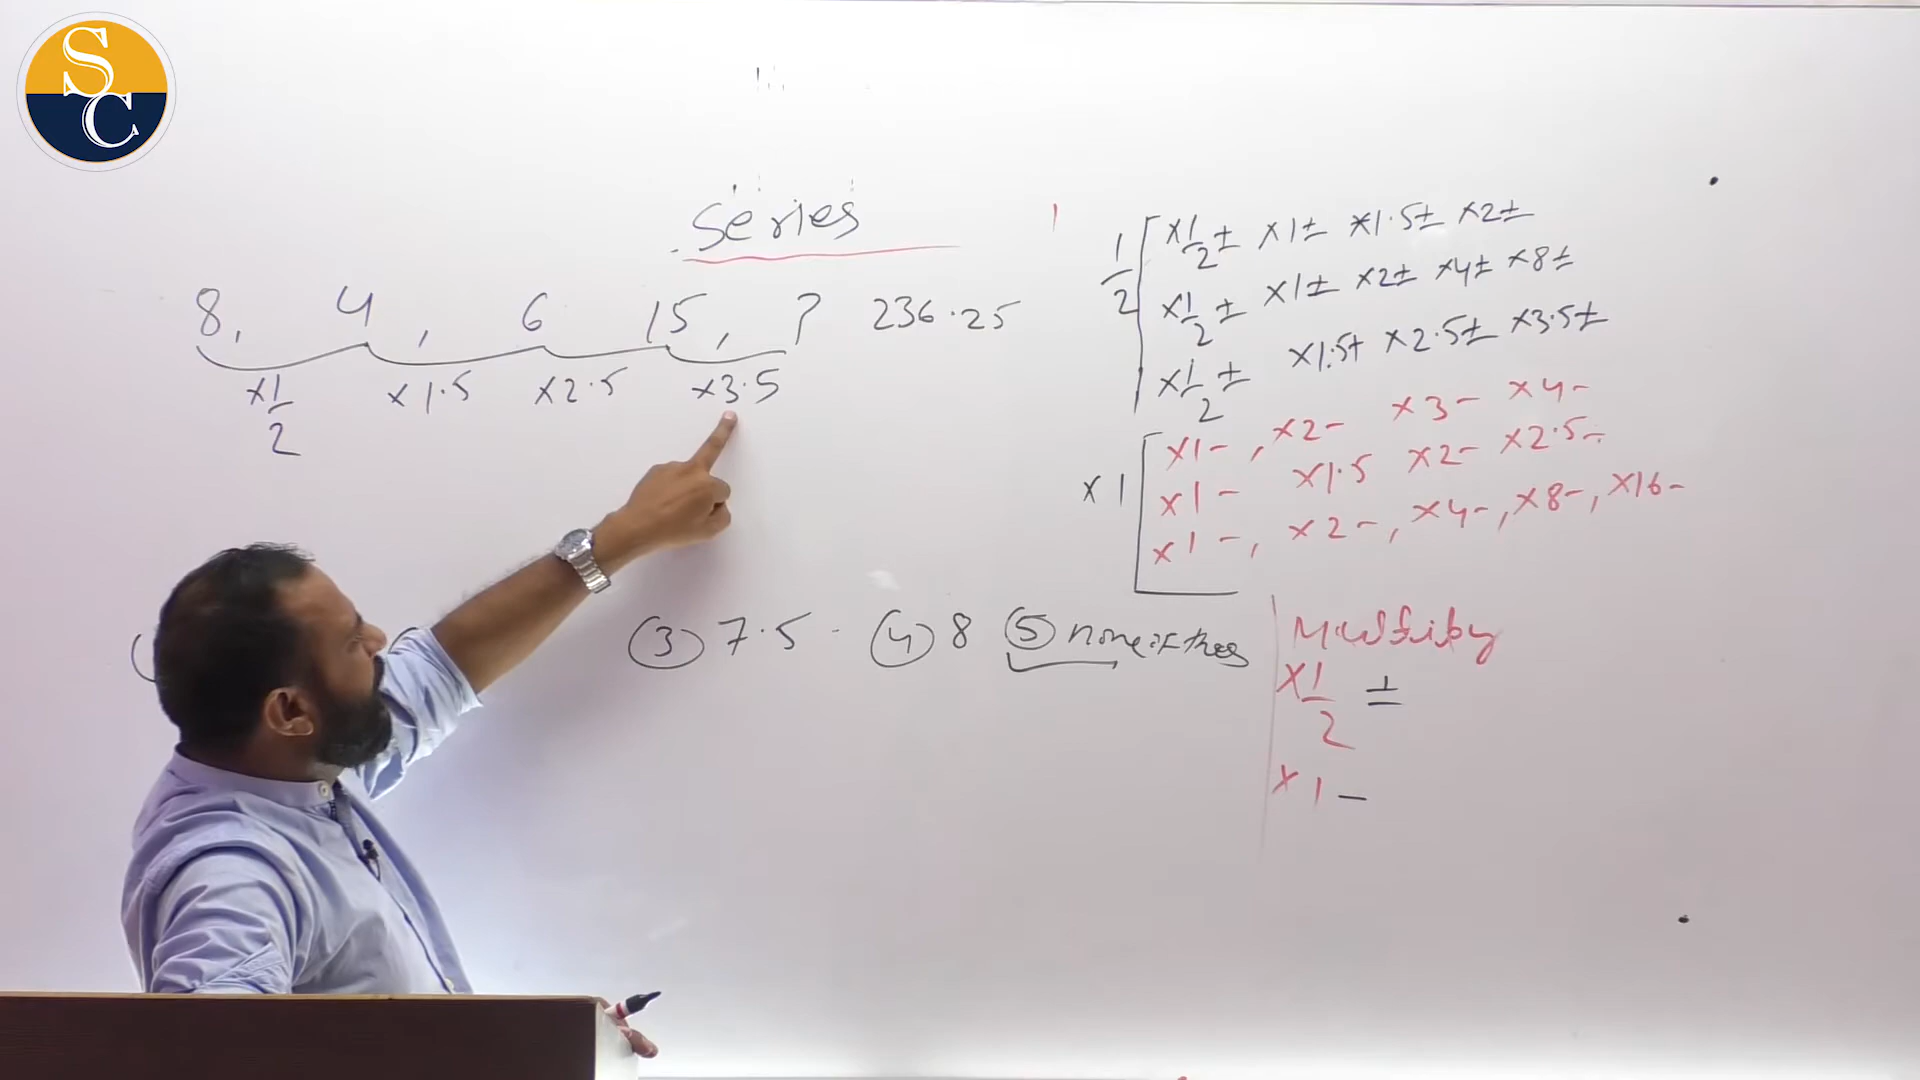 SC
Series
8, 4, 6 15, ? 236.25
×1/2 ×1.5 ×2.5 ×3.5
③ 7.5 ④ 8 ⑤ none
1/2
×1/2± ×1± ×1.5± ×2±
×1/2± ×1± ×2± ×4± ×8±
×1/2± ×1.5± ×2.5± ×3.5±
×1
×1- , ×2- ×3- ×4-
×1- ×1.5 ×2- ×2.5-
×1-, ×2-, ×4-, ×8-, ×16-
×1/2 ±
×1-